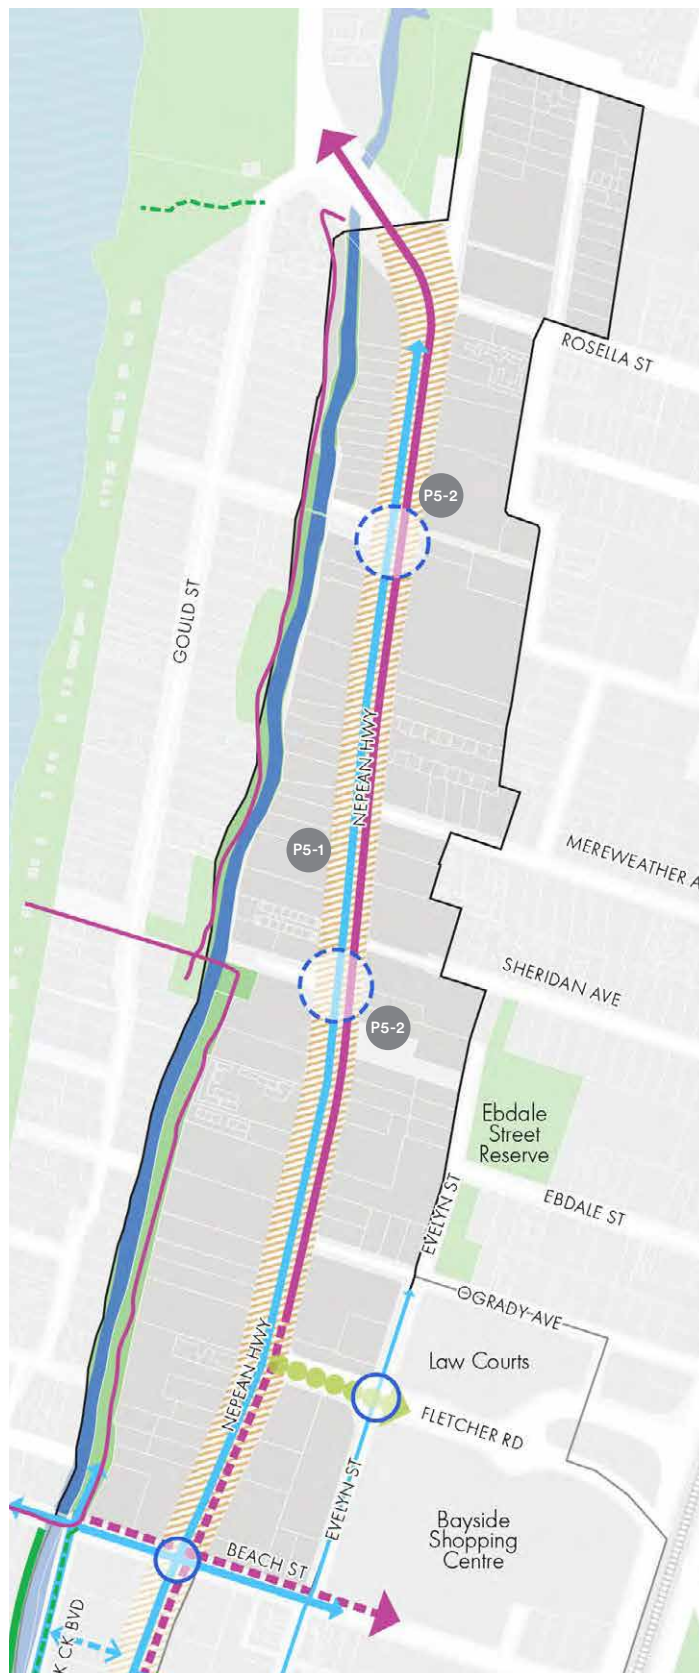 ROSELLA ST
P5-2
GOULD ST
NEPEAN HWY
P5-1
MEREWEATHER A
SHERIDAN AVE
P5-2
Ebdale
Street
Reserve
EBDALE ST
EVELYN ST
OGRADY AVE
NEPEAN HWY
Law Courts
FLETCHER RD
EVELYN ST
Bayside
Shopping
Centre
BEACH ST
K CK BVD